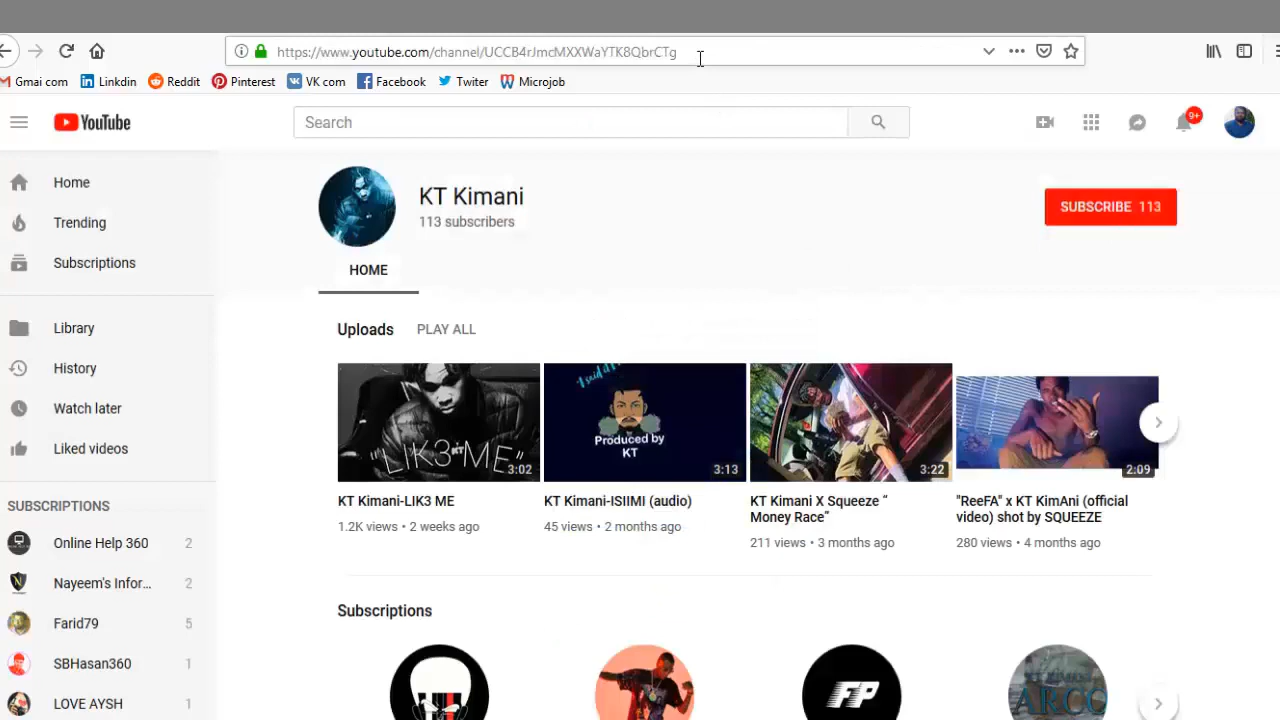 https://www.youtube.com/channel/UCCB4rJmcMXXWaYTK8QbrCTg
Gmai com Linkdin Reddit Pinterest VK com Facebook Twiter Microjob
YouTube
Search
9+
Home
Trending
Subscriptions
Library
History
Watch later
Liked videos
SUBSCRIPTIONS
Online Help 360 2
Nayeem's Infor... 2
Farid79 5
SBHasan360 1
LOVE AYSH 1
KT Kimani
113 subscribers
SUBSCRIBE 113
HOME
Uploads PLAY ALL
"LIK3 ME"
3:02
KT Kimani-LIK3 ME
1.2K views • 2 weeks ago
Produced by
KT
3:13
KT Kimani-ISIIMI (audio)
45 views • 2 months ago
3:22
KT Kimani X Squeeze “
Money Race”
211 views • 3 months ago
2:09
"ReeFA" x KT KimAni (official
video) shot by SQUEEZE
280 views • 4 months ago
Subscriptions
FP